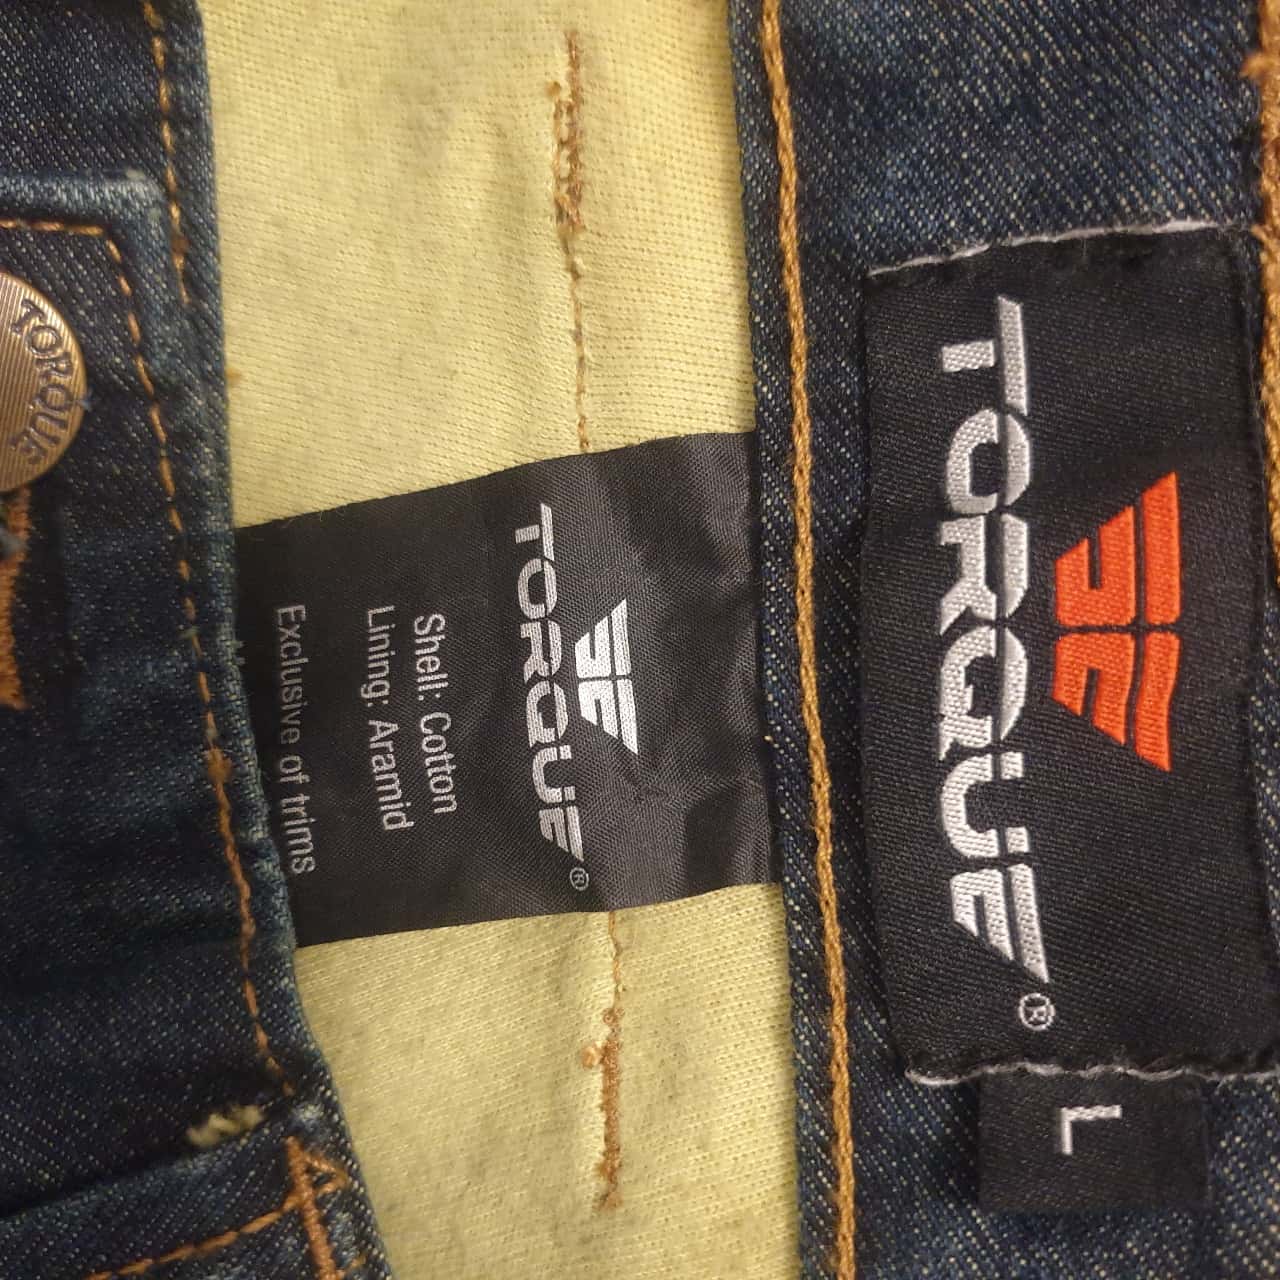 TORQUE®
L
TORQUE®
Shell: Cotton
Lining: Aramid
Exclusive of trims
TORQUE